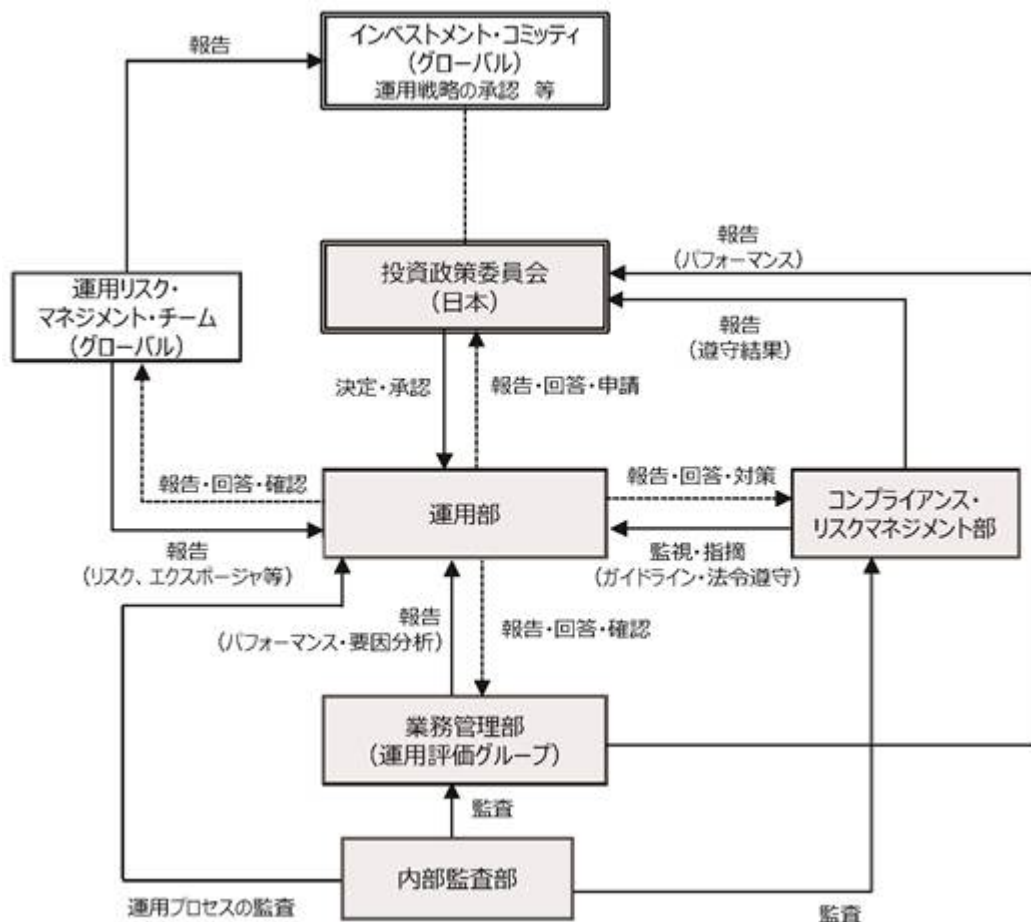 インベストメント・コミッティ
(グローバル)
運用戦略の承認 等
報告
報告
(パフォーマンス)
投資政策委員会
(日本)
運用リスク・
マネジメント・チーム
(グローバル)
報告
(遵守結果)
決定・承認
報告・回答・申請
報告・回答・確認
運用部
報告・回答・対策
コンプライアンス・
リスクマネジメント部
報告
(リスク、エクスポージャ等)
監視・指摘
(ガイドライン・法令遵守)
報告
(パフォーマンス・要因分析)
報告・回答・確認
業務管理部
(運用評価グループ)
監査
内部監査部
運用プロセスの監査
監査